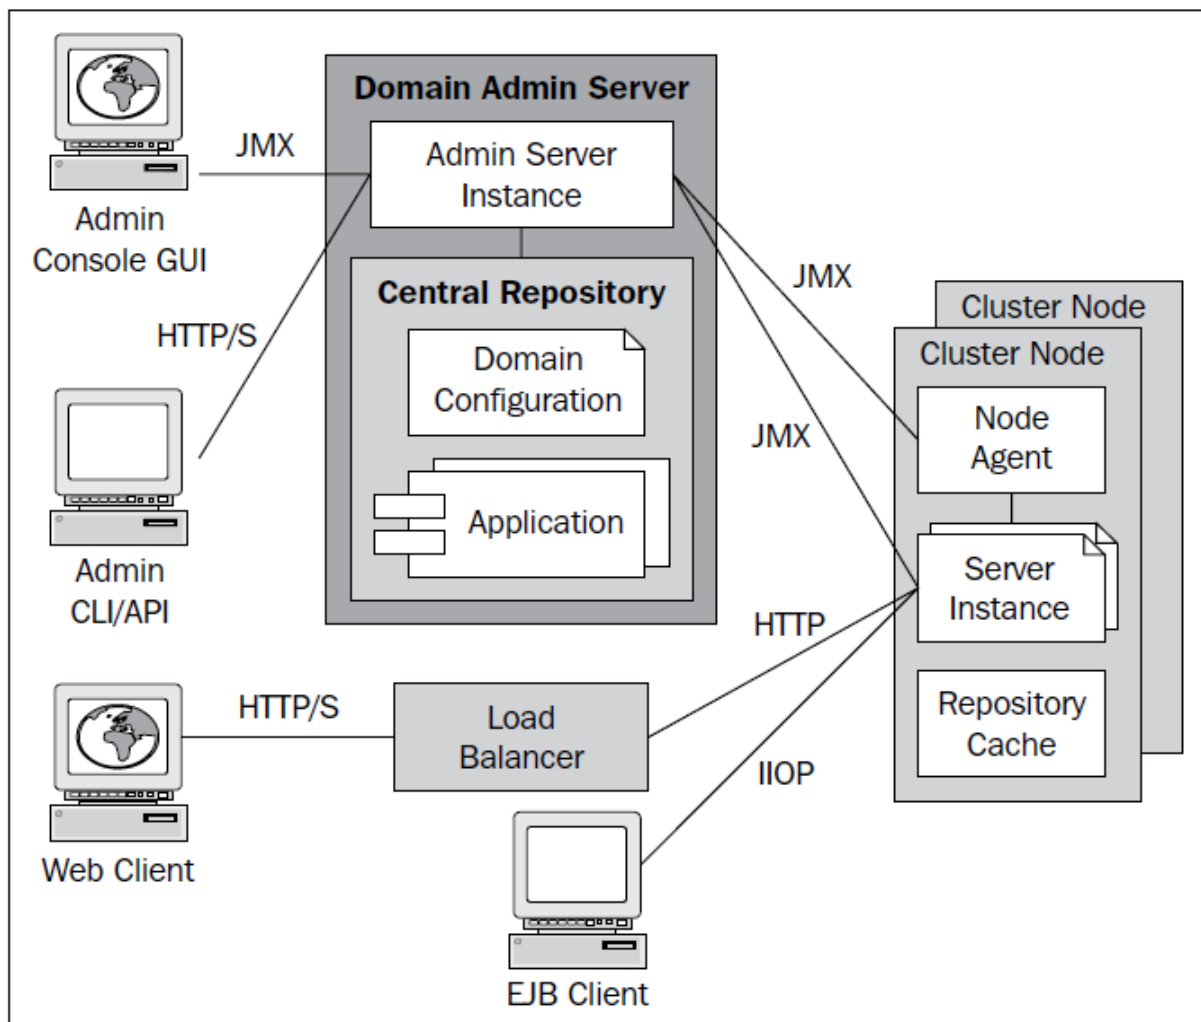 Domain Admin Server
JMX
Admin Server
Instance
Admin
Console GUI
JMX
Central Repository
Cluster Node
HTTP/S
Cluster Node
Domain
Configuration
Node
Agent
JMX
Application
Admin
CLI/API
Server
Instance
HTTP
HTTP/S
Load
Balancer
Repository
Cache
IIOP
Web Client
EJB Client